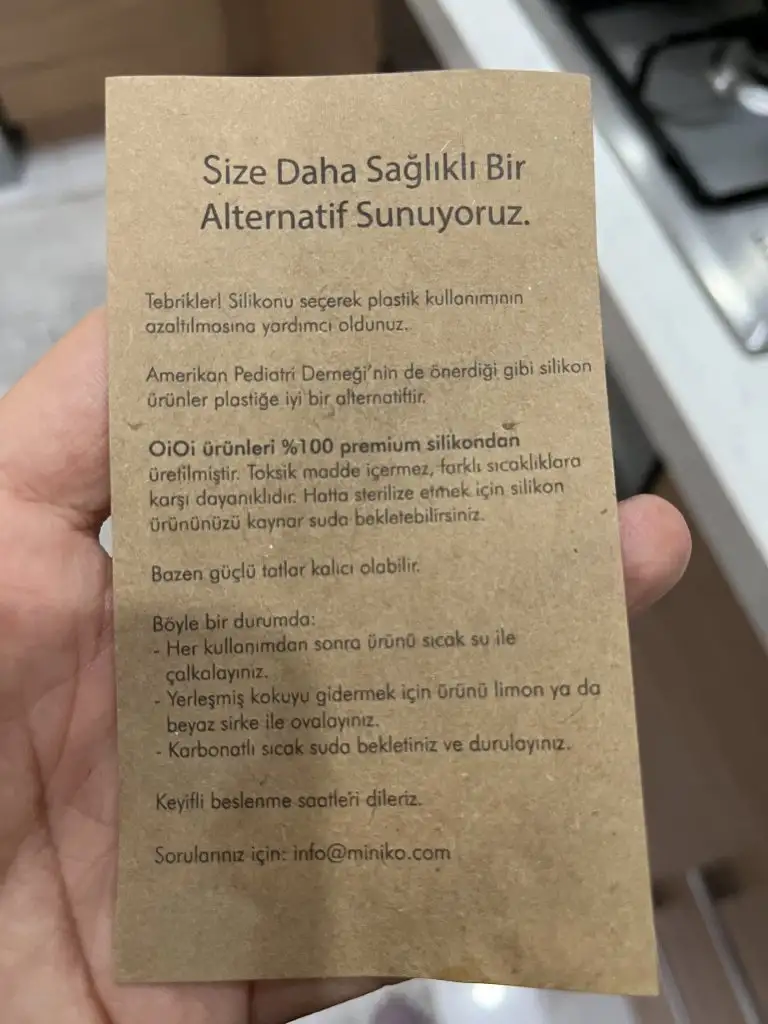 Size Daha Sağlıklı Bir
Alternatif Sunuyoruz.
Tebrikler! Silikonu seçerek plastik kullanımının
azaltılmasına yardımcı oldunuz.
Amerikan Pediatri Derneği'nin de önerdiği gibi silikon
ürünler plastiğe iyi bir alternatiftir.
OiOi ürünleri %100 premium silikondan
üretilmiştir. Toksik madde içermez, farklı sıcaklıklara
karşı dayanıklıdır. Hatta sterilize etmek için silikon
ürününüzü kaynar suda bekletebilirsiniz.
Bazen güçlü tatlar kalıcı olabilir.
Böyle bir durumda:
- Her kullanımdan sonra ürünü sıcak su ile
çalkalayınız.
- Yerleşmiş kokuyu gidermek için ürünü limon ya da
beyaz sirke ile ovalayınız.
- Karbonatlı sıcak suda bekletiniz ve durulayınız.
Keyifli beslenme saatleri dileriz.
Sorularınız için: info@miniko.com